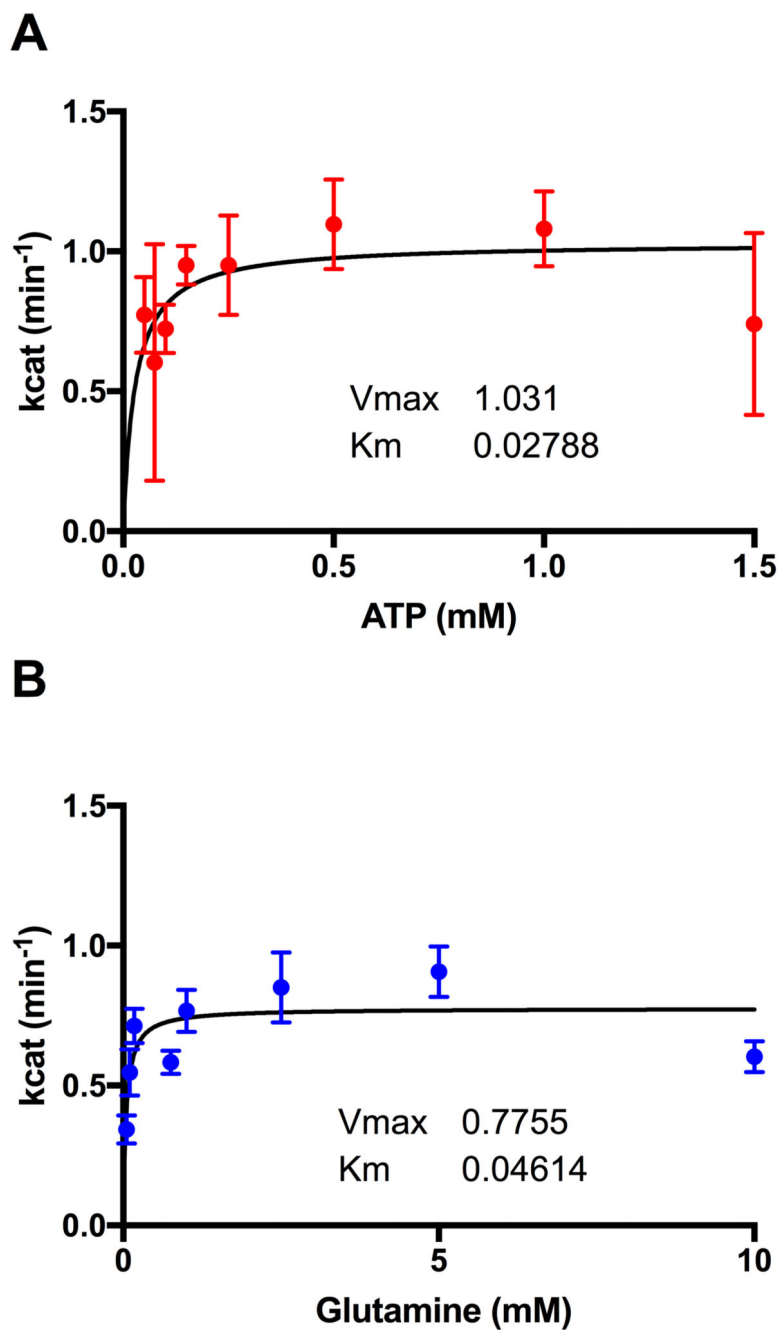 A
kcat (min-1)
1.5
1.0
0.5
0.0
Vmax 1.031
Km 0.02788
0.0 0.5 1.0 1.5
ATP (mM)
B
kcat (min-1)
1.5
1.0
0.5
0.0
Vmax 0.7755
Km 0.04614
0 5 10
Glutamine (mM)